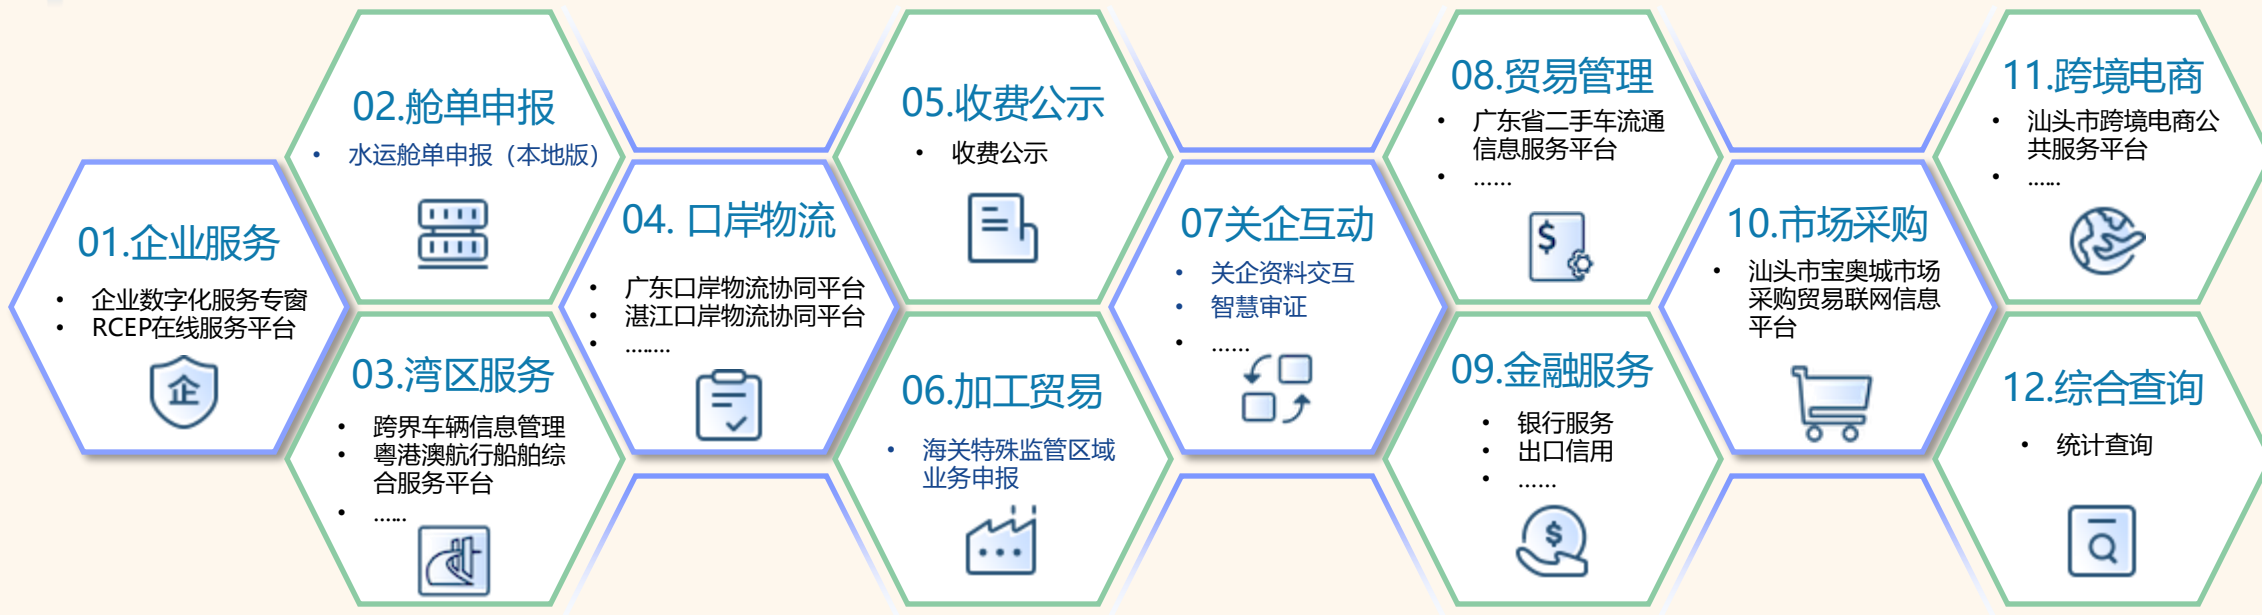 01.企业服务
• 企业数字化服务专窗
• RCEP在线服务平台
企
02.舱单申报
• 水运舱单申报（本地版）
03.湾区服务
• 跨界车辆信息管理
• 粤港澳航行船舶综
合服务平台
• ......
04. 口岸物流
• 广东口岸物流协同平台
• 湛江口岸物流协同平台
• ........
05.收费公示
• 收费公示
06.加工贸易
• 海关特殊监管区域
业务申报
07关企互动
• 关企资料交互
• 智慧审证
• ......
08.贸易管理
• 广东省二手车流通
信息服务平台
• ......
$
09.金融服务
• 银行服务
• 出口信用
• ......
$
10.市场采购
• 汕头市宝奥城市场
采购贸易联网信息
平台
11.跨境电商
• 汕头市跨境电商公
共服务平台
• ......
12.综合查询
• 统计查询